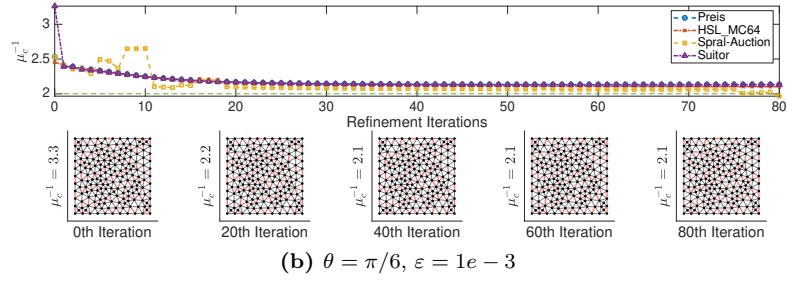 3
2.5
2
μc⁻¹
Preis
HSL_MC64
Spral-Auction
Suitor
0 10 20 30 40 50 60 70 80
Refinement Iterations
μc⁻¹ = 3.3
μc⁻¹ = 2.2
μc⁻¹ = 2.1
μc⁻¹ = 2.1
μc⁻¹ = 2.1
0th Iteration 20th Iteration 40th Iteration 60th Iteration 80th Iteration
(b) θ = π/6, ε = 1e − 3